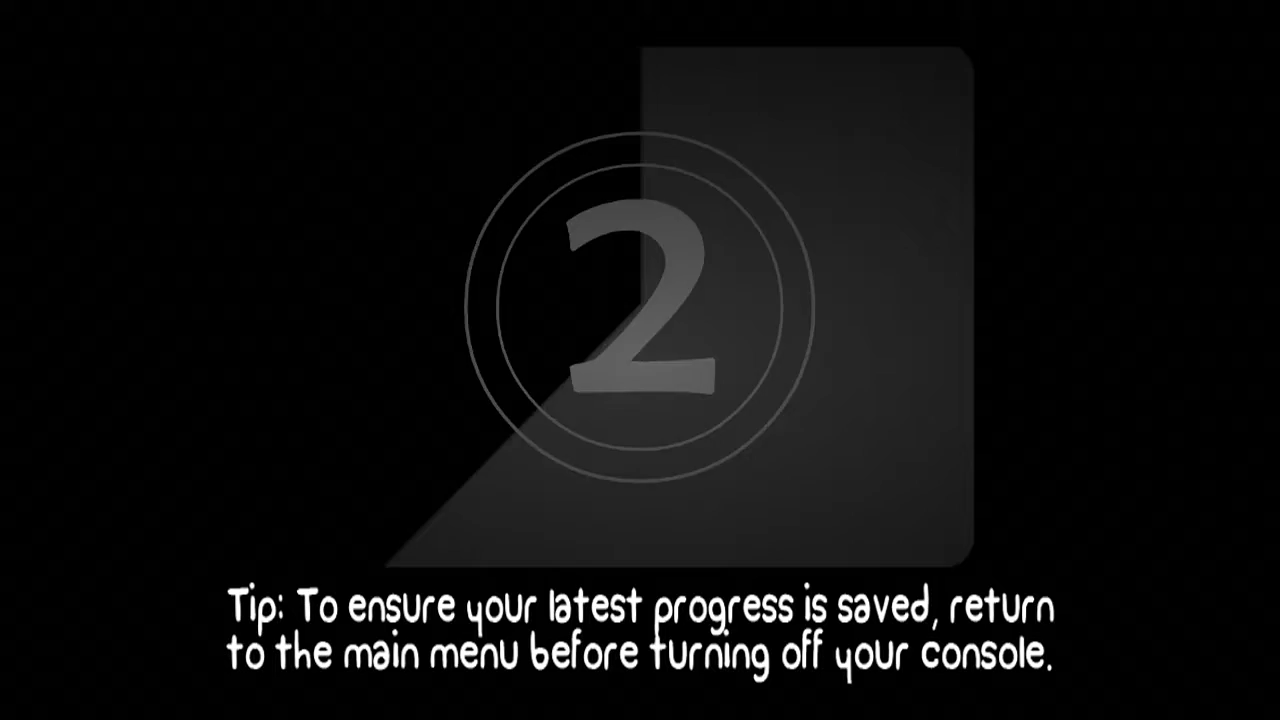 2
Tip: To ensure your latest progress is saved, return
to the main menu before turning off your console.